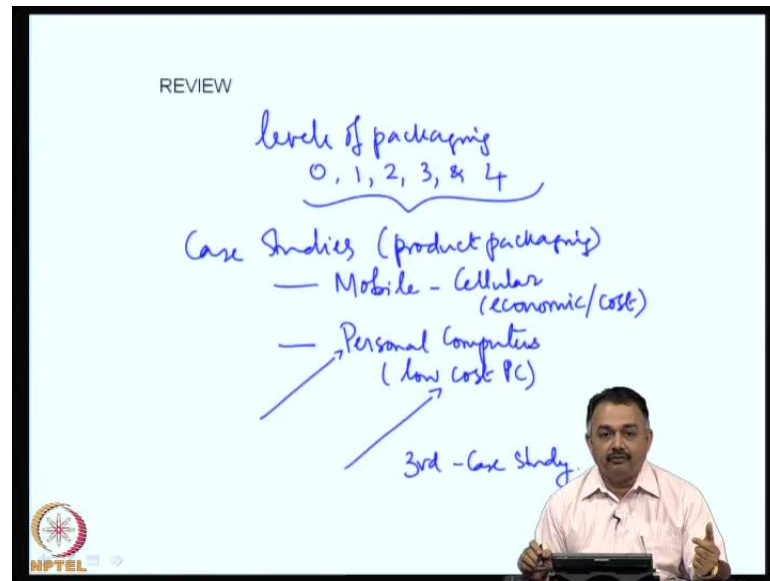 REVIEW
levels of packaging
0, 1, 2, 3, & 4
Case Studies (product packaging)
— Mobile - Cellular
(economic/cost)
— Personal Computers
(low cost PC)
3rd - Case Study.
NPTEL